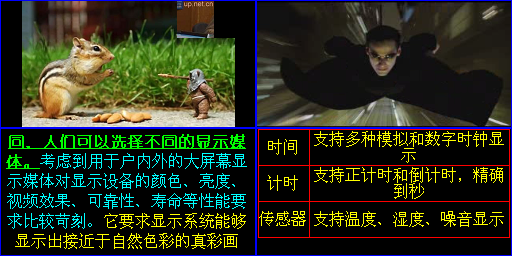 up.net.cn
同，人们可以选择不同的显示媒
体。考虑到用于户内外的大屏幕显
示媒体对显示设备的颜色、亮度、
视频效果、可靠性、寿命等性能要
求比较苛刻。它要求显示系统能够
显示出接近于自然色彩的真彩画
时间 支持多种模拟和数字时钟显
示
计时 支持正计时和倒计时，精确
到秒
传感器 支持温度、湿度、噪音显示